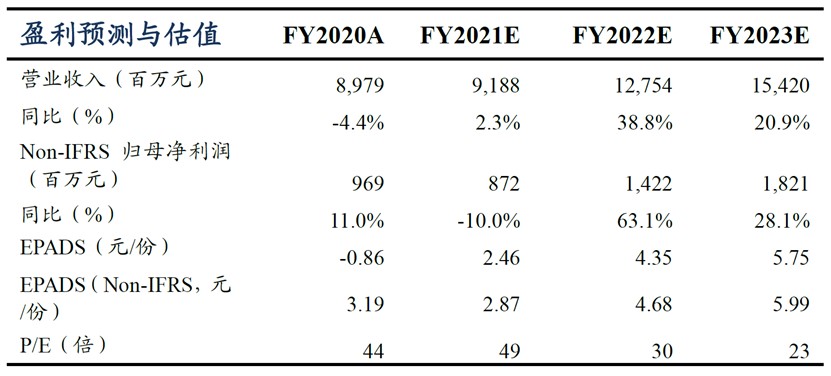 盈利预测与估值 FY2020A FY2021E FY2022E FY2023E
营业收入（百万元） 8,979 9,188 12,754 15,420
同比（%） -4.4% 2.3% 38.8% 20.9%
Non-IFRS 归母净利润
（百万元） 969 872 1,422 1,821
同比（%） 11.0% -10.0% 63.1% 28.1%
EPADS（元/份） -0.86 2.46 4.35 5.75
EPADS（Non-IFRS，元
/份） 3.19 2.87 4.68 5.99
P/E（倍） 44 49 30 23